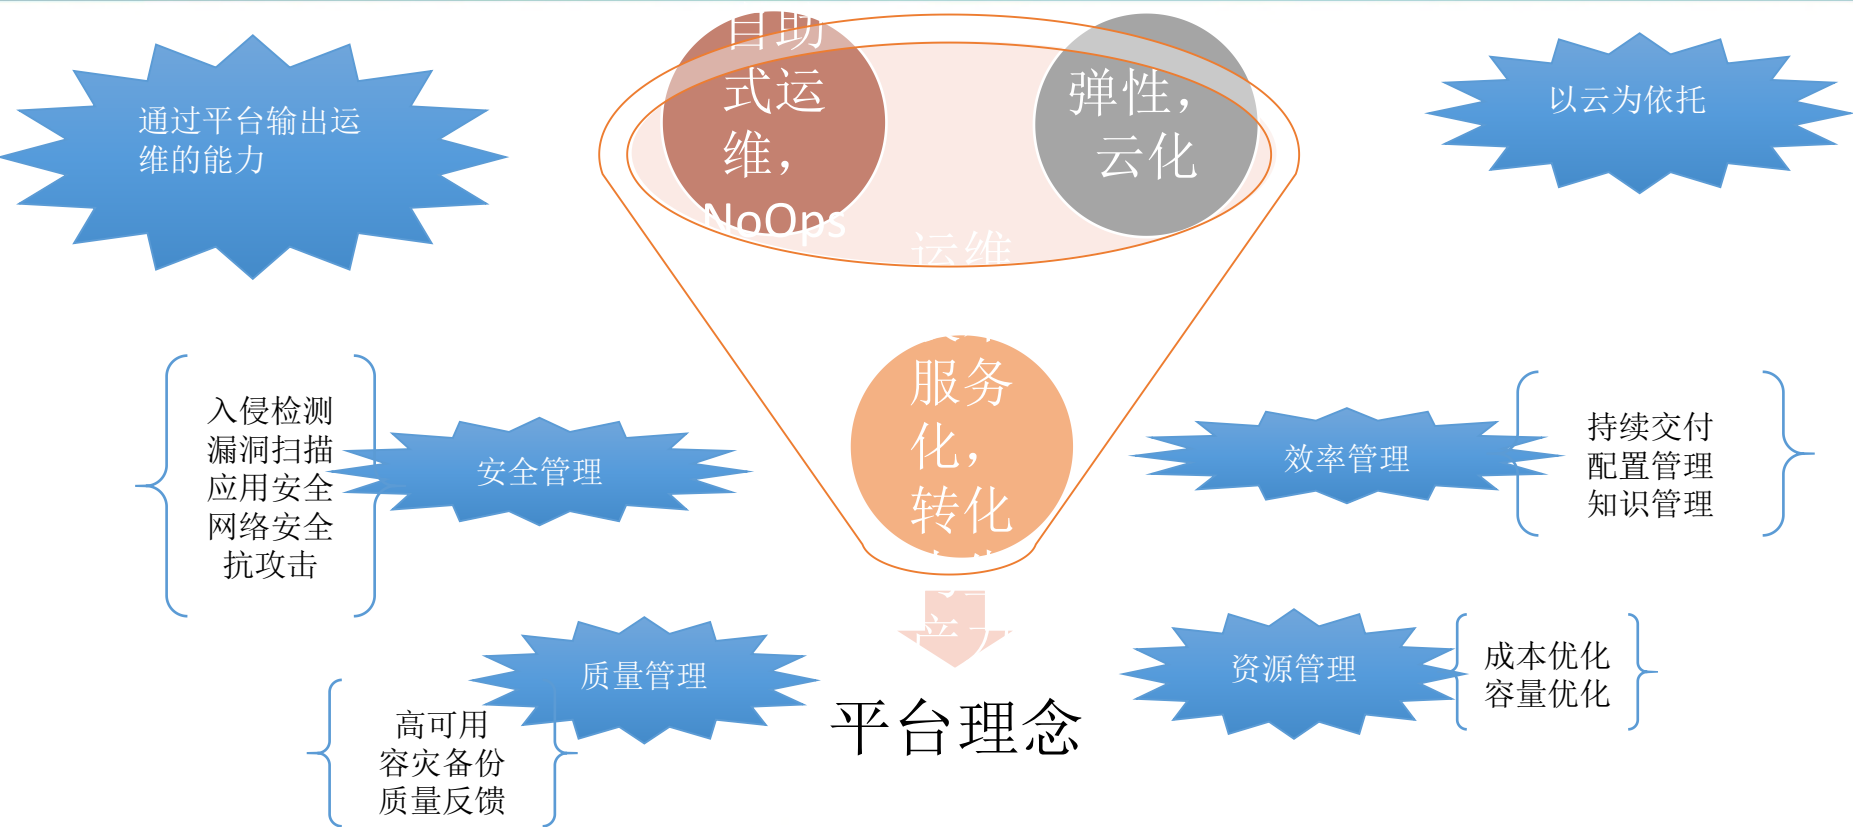 通过平台输出运
维的能力
自助
式运
维，
NoOps
弹性，
云化
以云为依托
运维
服务
化，
转化
入侵检测
漏洞扫描
应用安全
网络安全
抗攻击
安全管理
效率管理
持续交付
配置管理
知识管理
质量管理
高可用
容灾备份
质量反馈
平台理念
资源管理
成本优化
容量优化